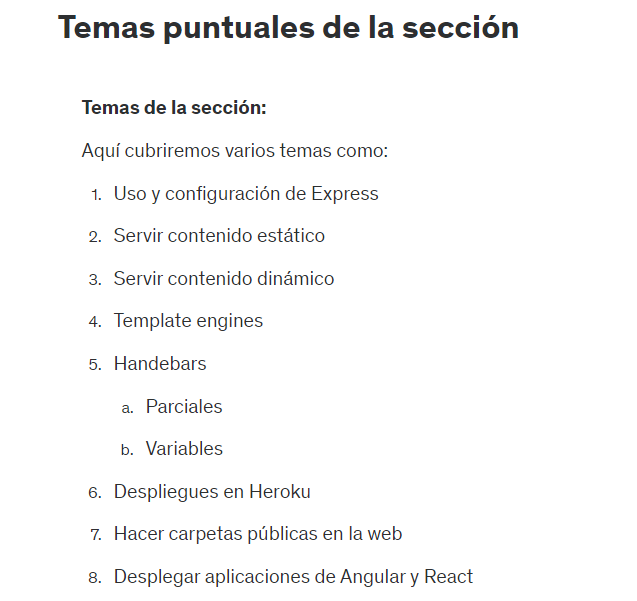 Temas puntuales de la sección
Temas de la sección:
Aquí cubriremos varios temas como:
1. Uso y configuración de Express
2. Servir contenido estático
3. Servir contenido dinámico
4. Template engines
5. Handebars
a. Parciales
b. Variables
6. Despliegues en Heroku
7. Hacer carpetas públicas en la web
8. Desplegar aplicaciones de Angular y React